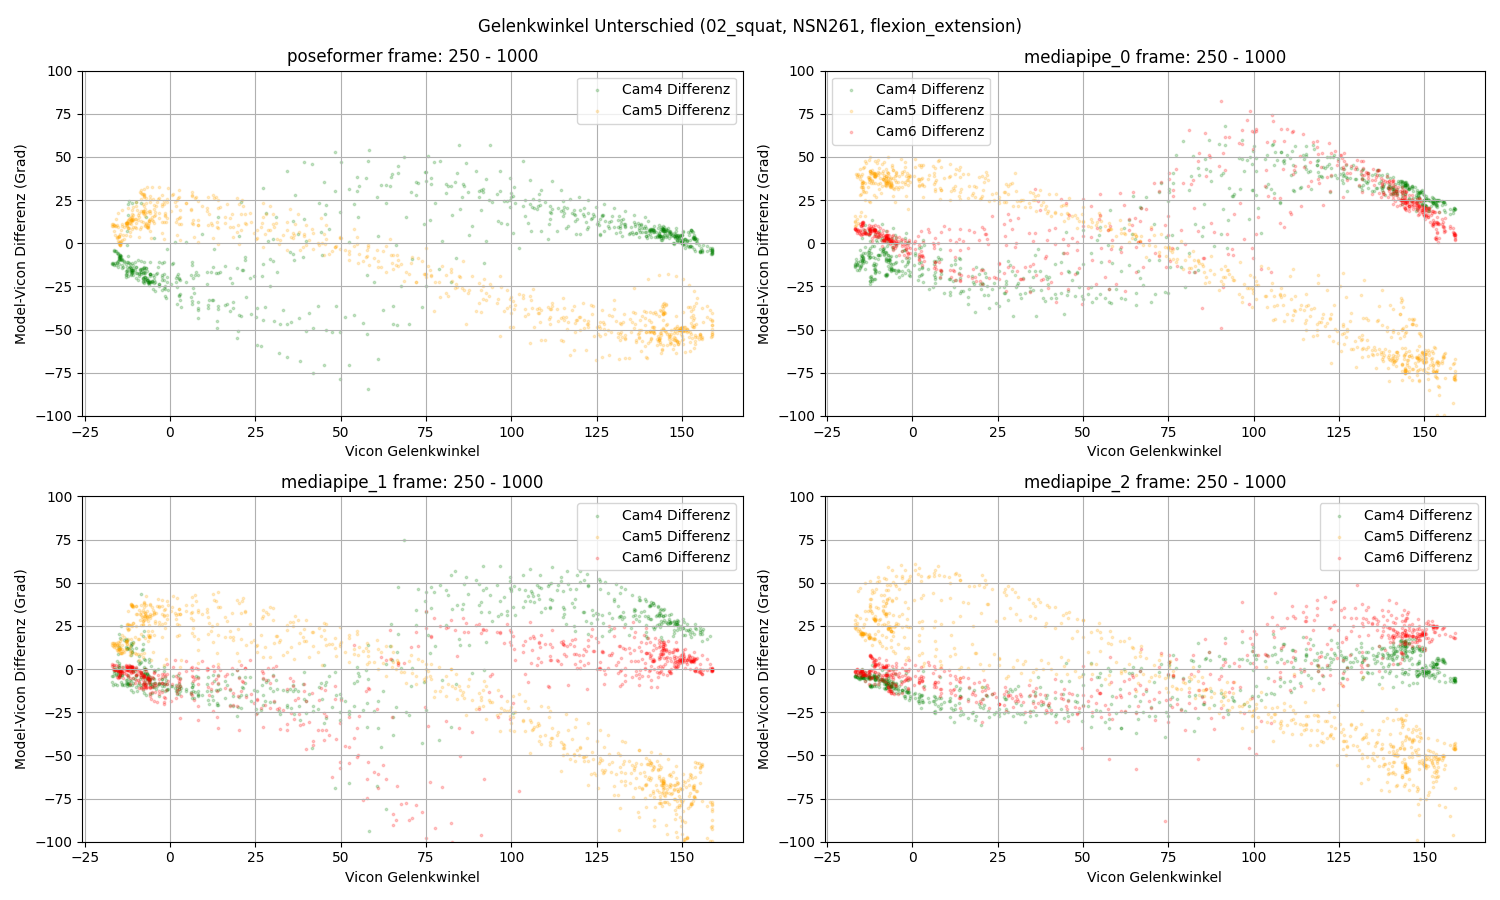 Gelenkwinkel Unterschied (02_squat, NSN261, flexion_extension)
poseformer frame: 250 - 1000
Model-Vicon Differenz (Grad)
100
75
50
25
0
−25
−50
−75
−100
Cam4 Differenz
Cam5 Differenz
−25 0 25 50 75 100 125 150
Vicon Gelenkwinkel
mediapipe_0 frame: 250 - 1000
Model-Vicon Differenz (Grad)
100
75
50
25
0
−25
−50
−75
−100
Cam4 Differenz
Cam5 Differenz
Cam6 Differenz
−25 0 25 50 75 100 125 150
Vicon Gelenkwinkel
mediapipe_1 frame: 250 - 1000
Model-Vicon Differenz (Grad)
100
75
50
25
0
−25
−50
−75
−100
Cam4 Differenz
Cam5 Differenz
Cam6 Differenz
−25 0 25 50 75 100 125 150
Vicon Gelenkwinkel
mediapipe_2 frame: 250 - 1000
Model-Vicon Differenz (Grad)
100
75
50
25
0
−25
−50
−75
−100
Cam4 Differenz
Cam5 Differenz
Cam6 Differenz
−25 0 25 50 75 100 125 150
Vicon Gelenkwinkel